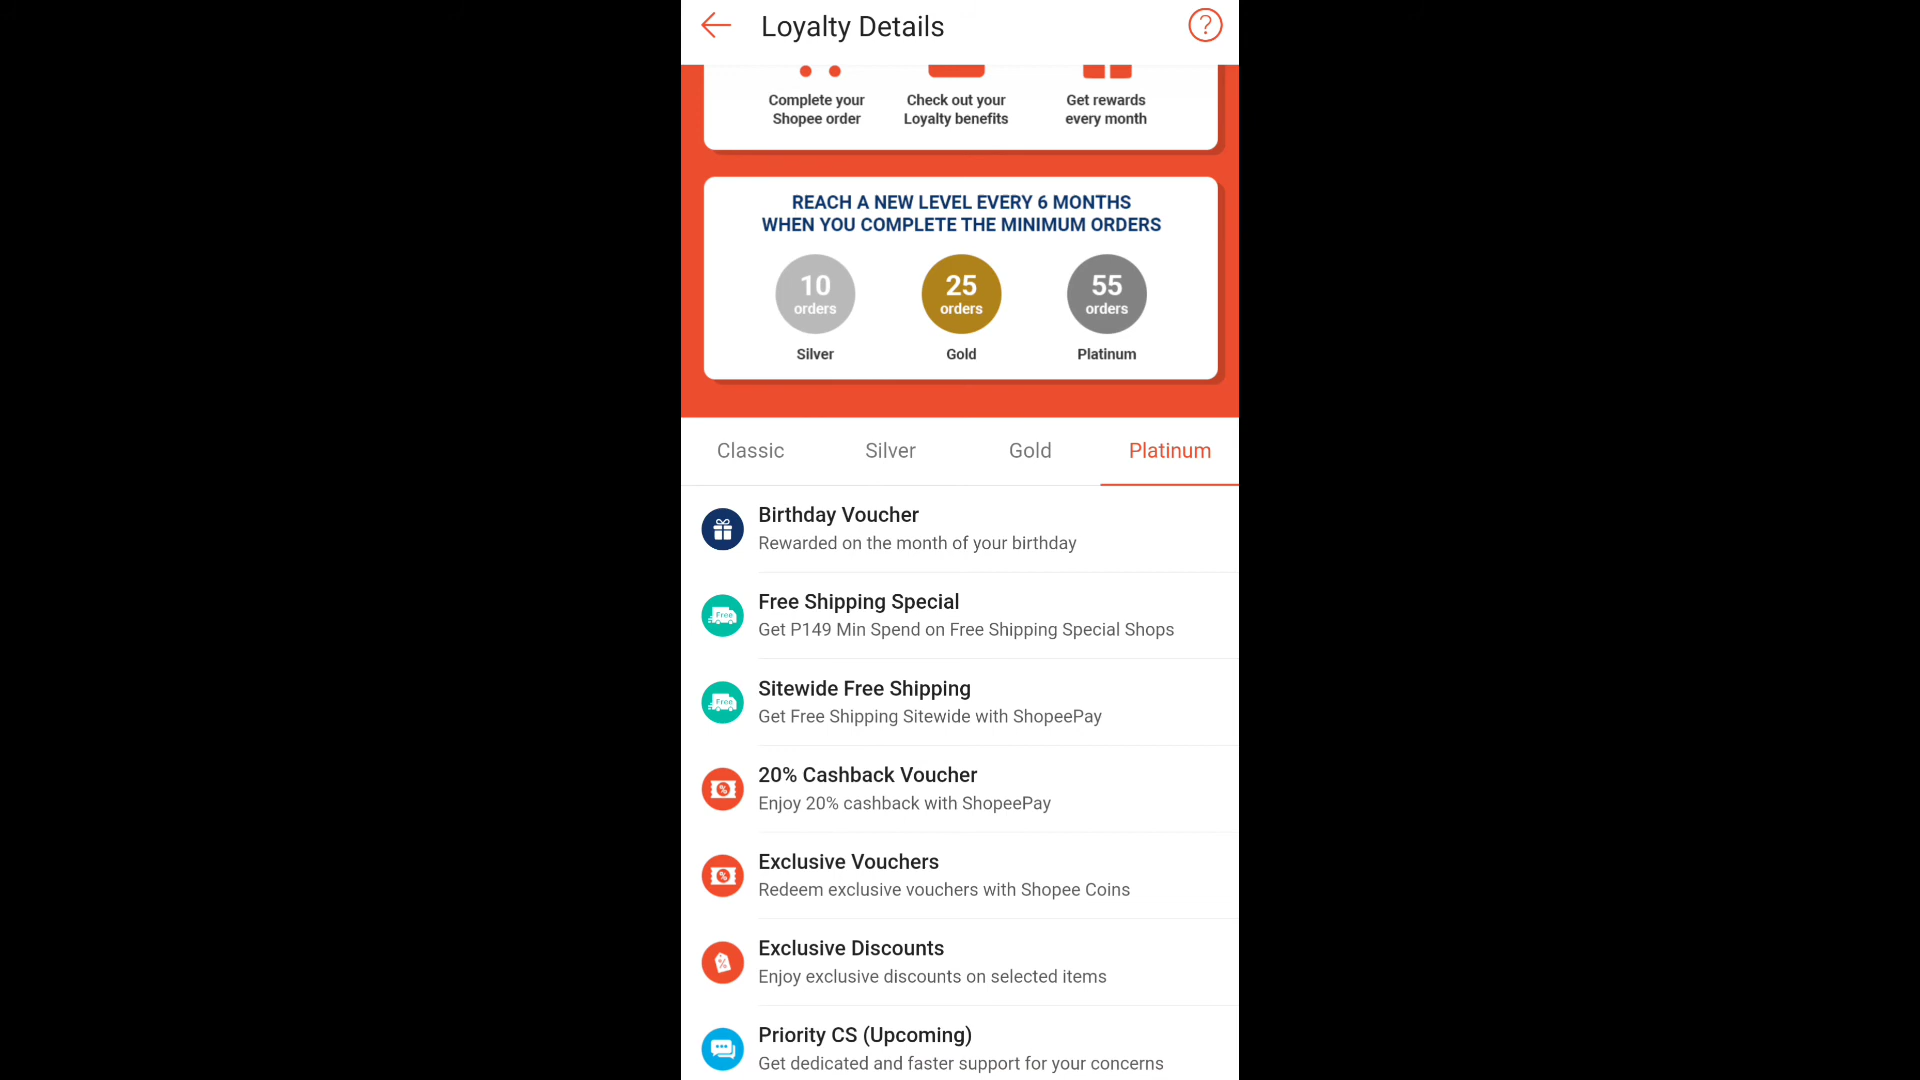 Loyalty Details
?
Complete your
Shopee order
Check out your
Loyalty benefits
Get rewards
every month
REACH A NEW LEVEL EVERY 6 MONTHS
WHEN YOU COMPLETE THE MINIMUM ORDERS
10
orders
Silver
25
orders
Gold
55
orders
Platinum
Classic
Silver
Gold
Platinum
Birthday Voucher
Rewarded on the month of your birthday
Free
Free Shipping Special
Get P149 Min Spend on Free Shipping Special Shops
Free
Sitewide Free Shipping
Get Free Shipping Sitewide with ShopeePay
%
20% Cashback Voucher
Enjoy 20% cashback with ShopeePay
%
Exclusive Vouchers
Redeem exclusive vouchers with Shopee Coins
%
Exclusive Discounts
Enjoy exclusive discounts on selected items
Priority CS (Upcoming)
Get dedicated and faster support for your concerns